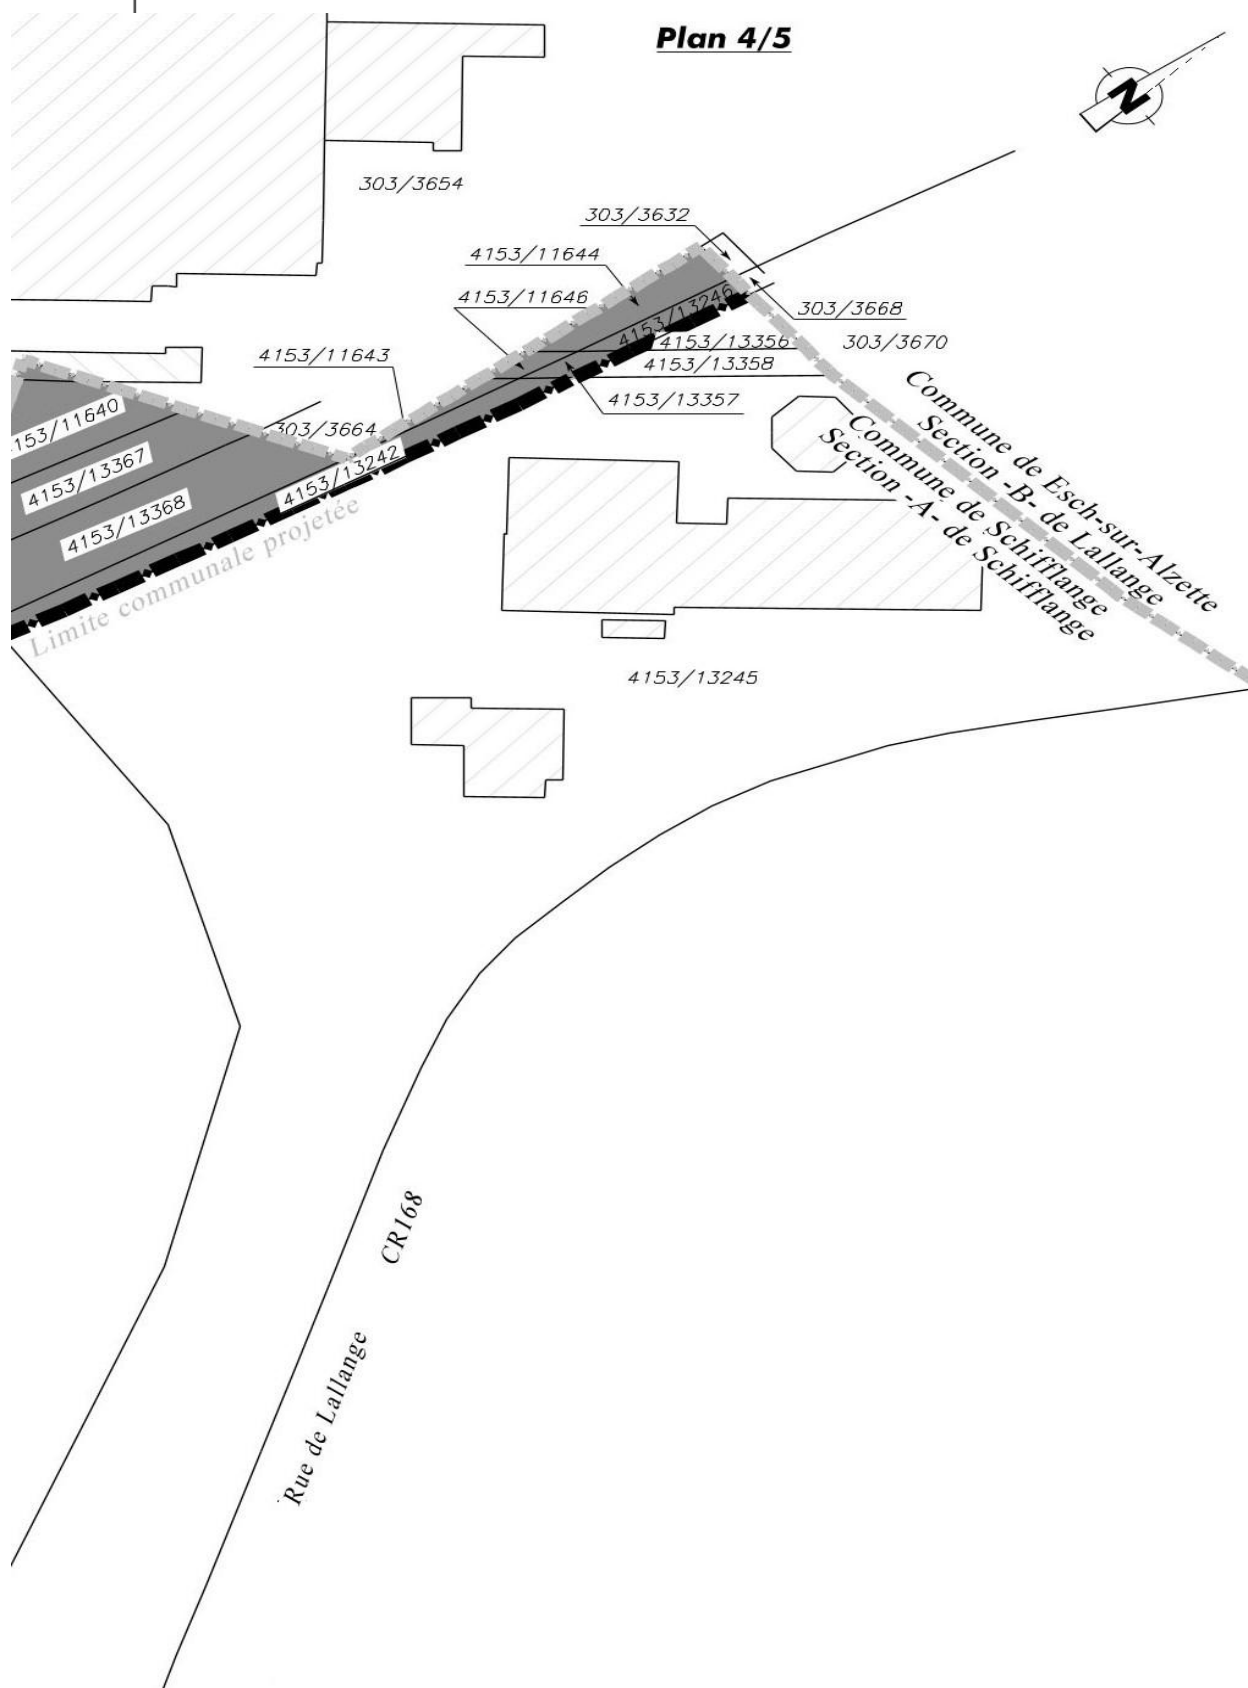 Plan 4/5
N
303/3654
303/3632
4153/11644
4153/11646
4153/13246
303/3668
4153/13356
303/3670
4153/11643
4153/13358
4153/13357
153/11640
303/3664
4153/13367
4153/13242
4153/13368
Limite communale projetée
Commune de Esch-sur-Alzette
Section -B- de Lallange
Commune de Schifflange
Section -A- de Schifflange
4153/13245
CR168
Rue de Lallange